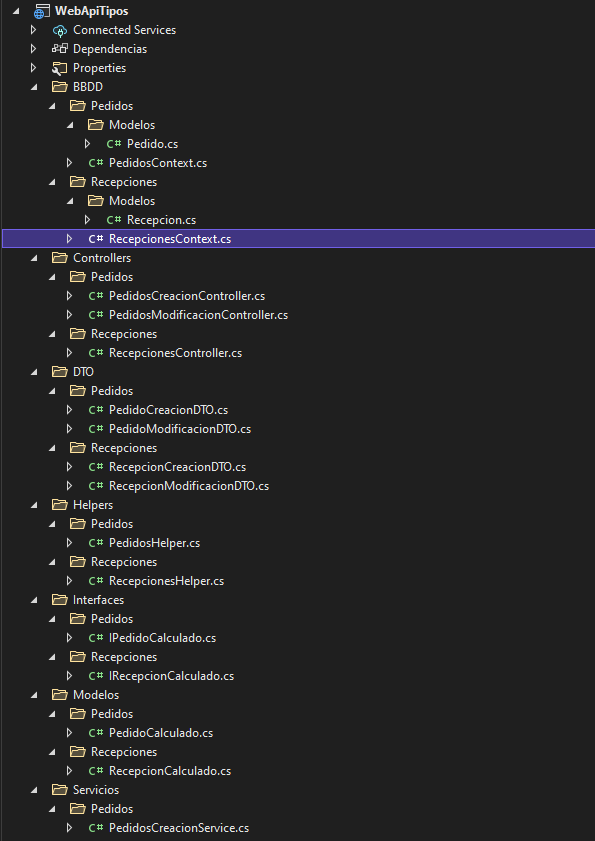 WebApiTipos
Connected Services
Dependencias
Properties
BBDD
Pedidos
Modelos
C# Pedido.cs
C# PedidosContext.cs
Recepciones
Modelos
C# Recepcion.cs
C# RecepcionesContext.cs
Controllers
Pedidos
C# PedidosCreacionController.cs
C# PedidosModificacionController.cs
Recepciones
C# RecepcionesController.cs
DTO
Pedidos
C# PedidoCreacionDTO.cs
C# PedidoModificacionDTO.cs
Recepciones
C# RecepcionCreacionDTO.cs
C# RecepcionModificacionDTO.cs
Helpers
Pedidos
C# PedidosHelper.cs
Recepciones
C# RecepcionesHelper.cs
Interfaces
Pedidos
C# IPedidoCalculado.cs
Recepciones
C# IRecepcionCalculado.cs
Modelos
Pedidos
C# PedidoCalculado.cs
Recepciones
C# RecepcionCalculado.cs
Servicios
Pedidos
C# PedidosCreacionService.cs